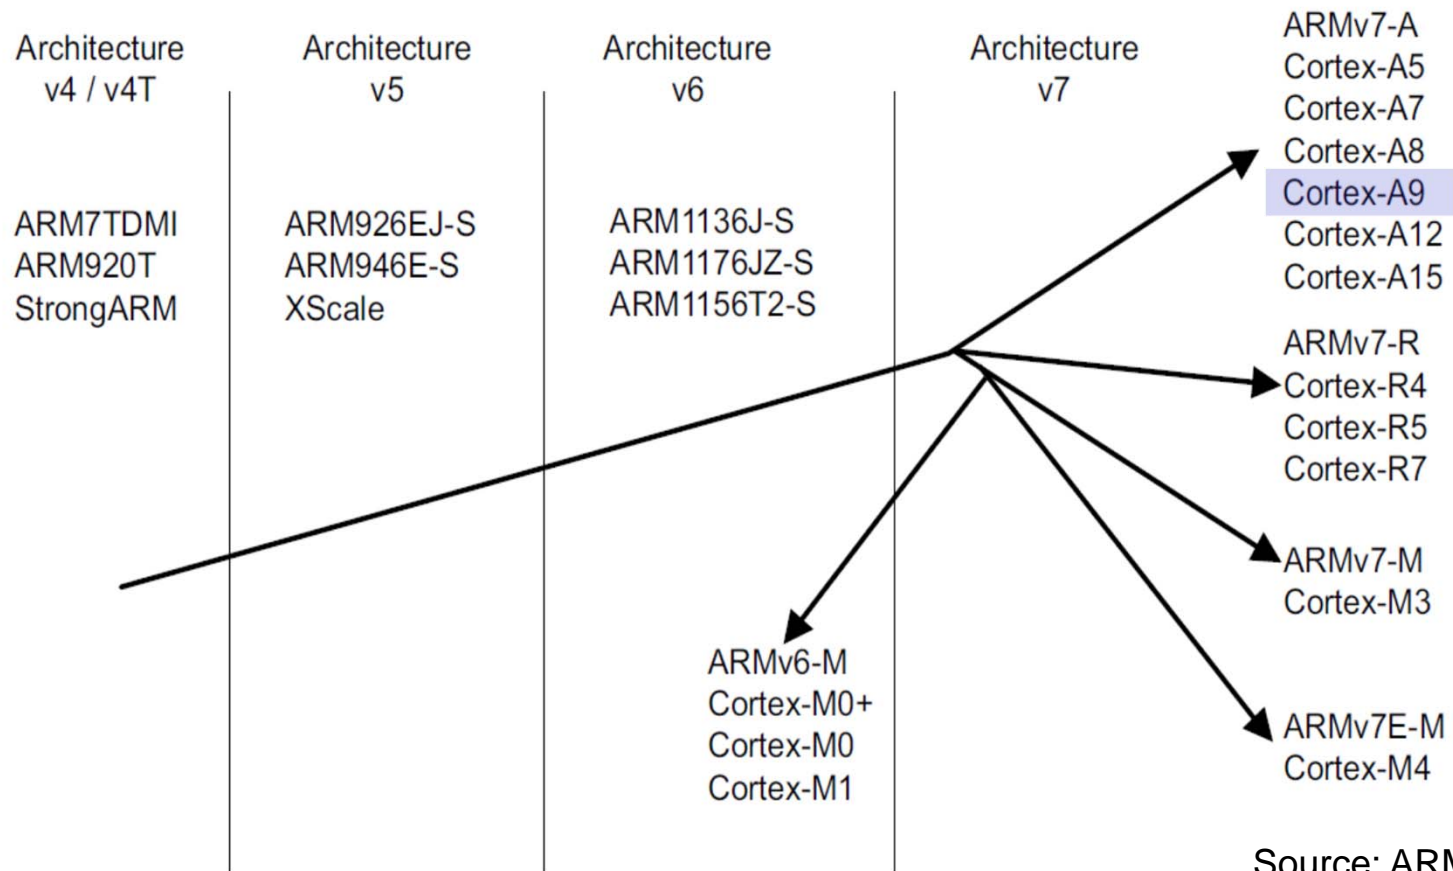 Architecture
v4 / v4T
Architecture
v5
Architecture
v6
Architecture
v7
ARM7TDMI
ARM920T
StrongARM
ARM926EJ-S
ARM946E-S
XScale
ARM1136J-S
ARM1176JZ-S
ARM1156T2-S
ARMv7-A
Cortex-A5
Cortex-A7
Cortex-A8
Cortex-A9
Cortex-A12
Cortex-A15
ARMv7-R
Cortex-R4
Cortex-R5
Cortex-R7
ARMv7-M
Cortex-M3
ARMv6-M
Cortex-M0+
Cortex-M0
Cortex-M1
ARMv7E-M
Cortex-M4
Source: ARM